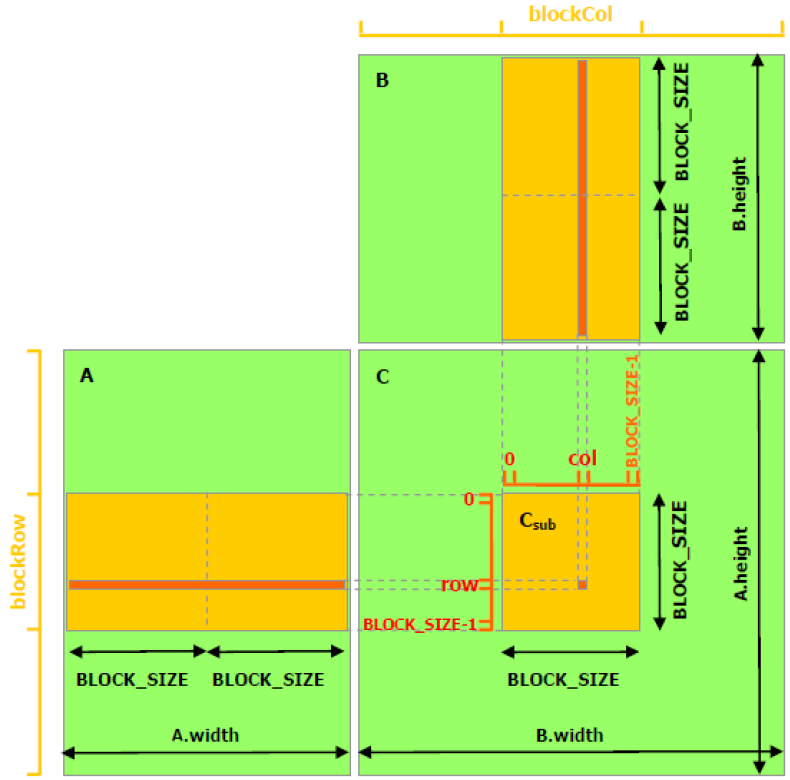 blockCol
B
BLOCK_SIZE
BLOCK_SIZE
B.height
blockRow
A
C
BLOCK_SIZE-1
0
col
0
C sub
row
BLOCK_SIZE-1
BLOCK_SIZE
A.height
BLOCK_SIZE BLOCK_SIZE
BLOCK_SIZE
A.width
B.width